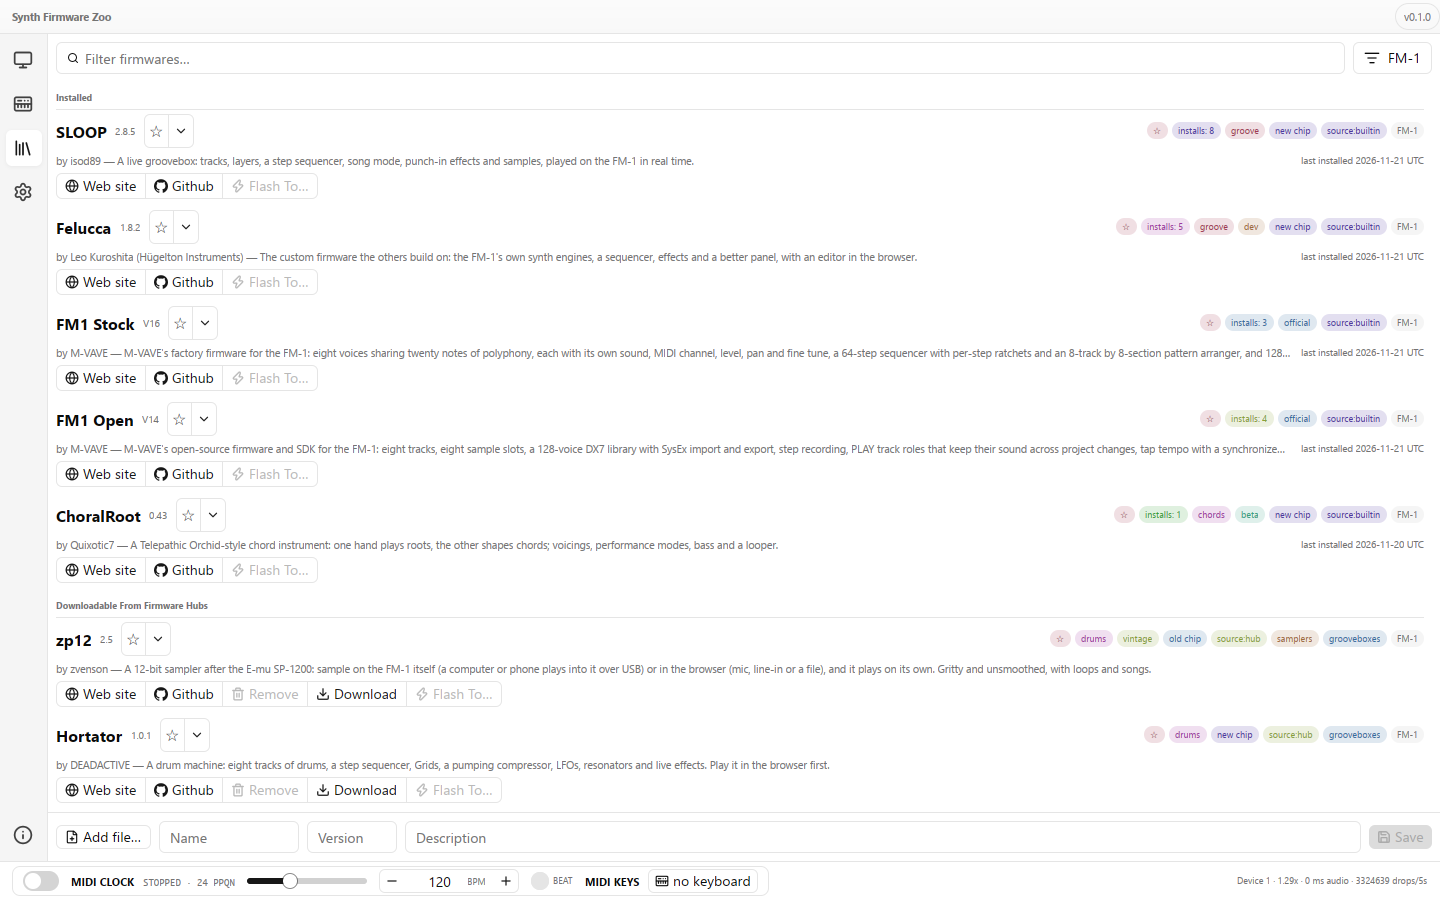 Synth Firmware Zoo
v0.1.0
Filter firmwares...
FM-1
Installed
SLOOP 2.8.5
☆ installs: 8 groove new chip source:builtin FM-1
by isod89 — A live groovebox: tracks, layers, a step sequencer, song mode, punch-in effects and samples, played on the FM-1 in real time.
last installed 2026-11-21 UTC
Web site Github Flash To...
Felucca 1.8.2
☆ installs: 5 groove dev new chip source:builtin FM-1
by Leo Kuroshita (Hügelton Instruments) — The custom firmware the others build on: the FM-1's own synth engines, a sequencer, effects and a better panel, with an editor in the browser.
last installed 2026-11-21 UTC
Web site Github Flash To...
FM1 Stock V16
☆ installs: 3 official source:builtin FM-1
by M-VAVE — M-VAVE's factory firmware for the FM-1: eight voices sharing twenty notes of polyphony, each with its own sound, MIDI channel, level, pan and fine tune, a 64-step sequencer with per-step ratchets and an 8-track by 8-section pattern arranger, and 128...
last installed 2026-11-21 UTC
Web site Github Flash To...
FM1 Open V14
☆ installs: 4 official source:builtin FM-1
by M-VAVE — M-VAVE's open-source firmware and SDK for the FM-1: eight tracks, eight sample slots, a 128-voice DX7 library with SysEx import and export, step recording, PLAY track roles that keep their sound across project changes, tap tempo with a synchronize...
last installed 2026-11-21 UTC
Web site Github Flash To...
ChoralRoot 0.43
☆ installs: 1 chords beta new chip source:builtin FM-1
by Quixotic7 — A Telepathic Orchid-style chord instrument: one hand plays roots, the other shapes chords; voicings, performance modes, bass and a looper.
last installed 2026-11-20 UTC
Web site Github Flash To...
Downloadable From Firmware Hubs
zp12 2.5
☆ drums vintage old chip source:hub samplers grooveboxes FM-1
by zvenson — A 12-bit sampler after the E-mu SP-1200: sample on the FM-1 itself (a computer or phone plays into it over USB) or in the browser (mic, line-in or a file), and it plays on its own. Gritty and unsmoothed, with loops and songs.
Web site Github Remove Download Flash To...
Hortator 1.0.1
☆ drums new chip source:hub grooveboxes FM-1
by DEADACTIVE — A drum machine: eight tracks of drums, a step sequencer, Grids, a pumping compressor, LFOs, resonators and live effects. Play it in the browser first.
Web site Github Remove Download Flash To...
Add file... Name Version Description Save
MIDI CLOCK STOPPED · 24 PPQN − 120 BPM + BEAT MIDI KEYS no keyboard
Device 1 · 1.29x · 0 ms audio · 3324639 drops/5s